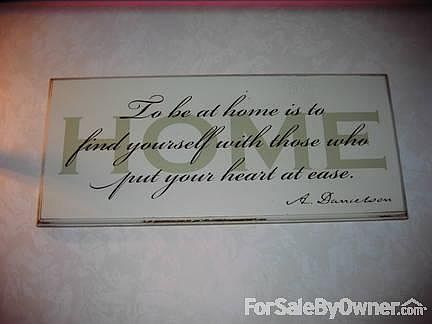 HOME
To be at home is to
find yourself with those who
put your heart at ease.
A. Danielson
ForSaleByOwner.com